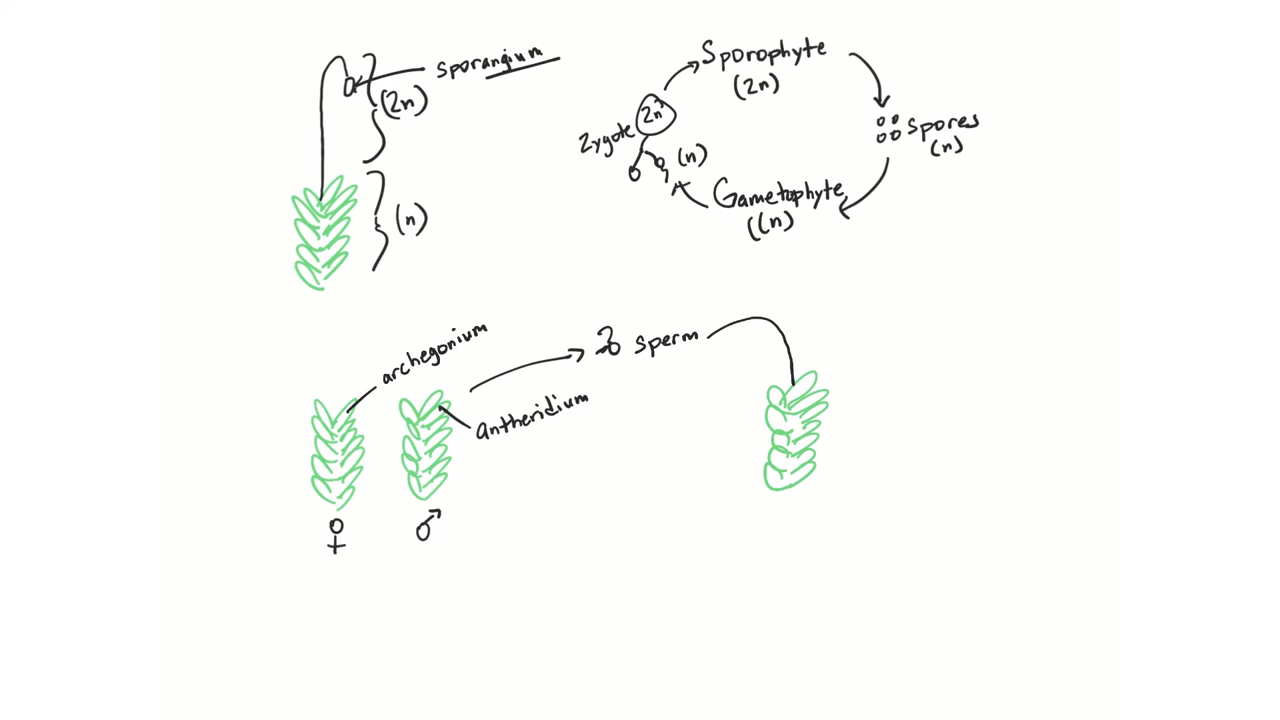 sporangium
(2n)
(n)
Sporophyte
(2n)
Spores
(n)
Gametophyte
((n)
(n)
Zygote
2n
archegonium
antheridium
sperm
♀
♂